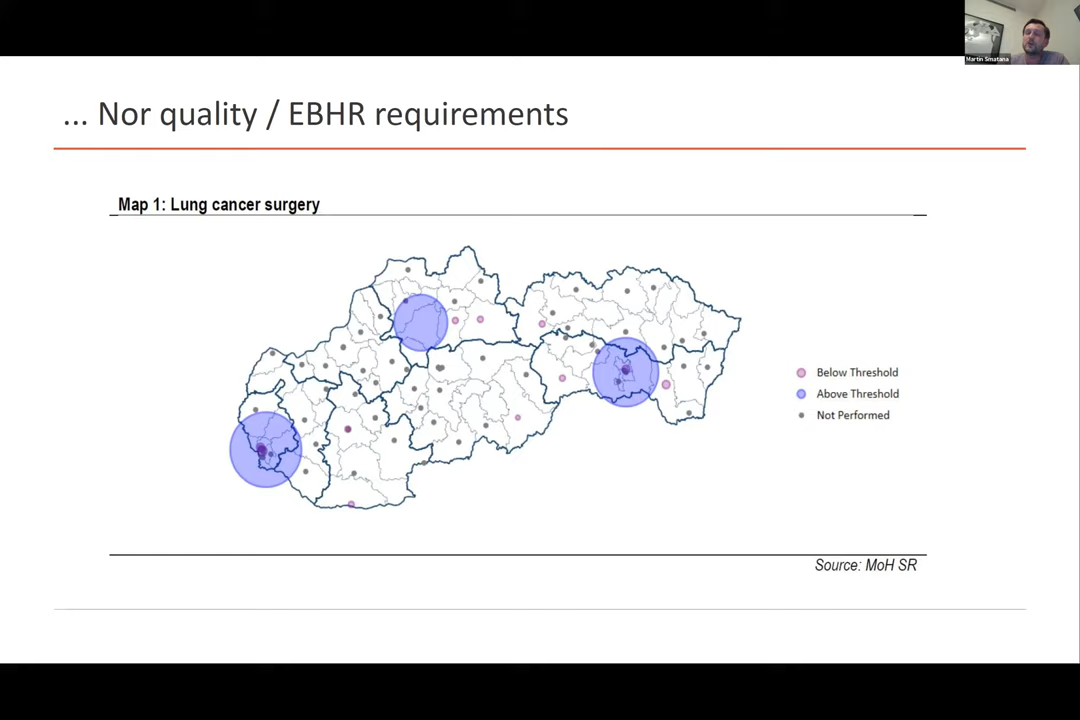 Martin Smatana
... Nor quality / EBHR requirements
Map 1: Lung cancer surgery
Below Threshold
Above Threshold
Not Performed
Source: MoH SR